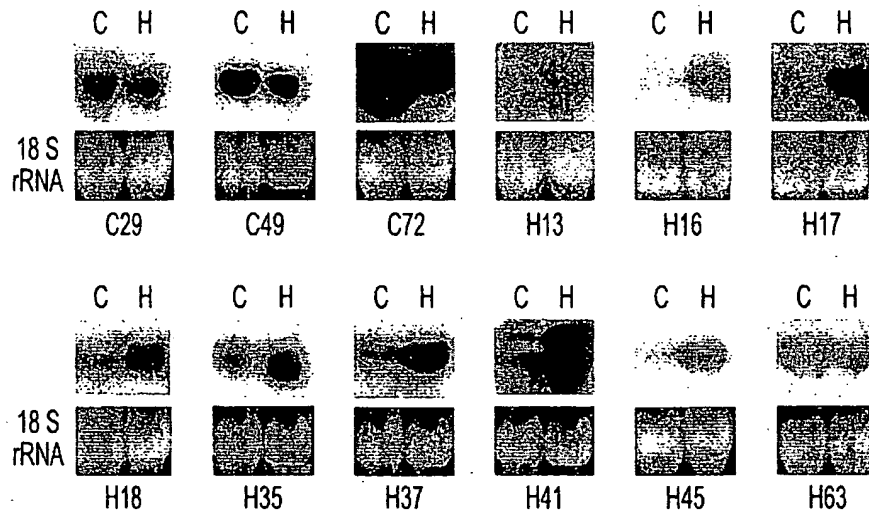 C H C H C H C H C H C H
18 S
rRNA
C29 C49 C72 H13 H16 H17
C H C H C H C H C H C H
18 S
rRNA
H18 H35 H37 H41 H45 H63